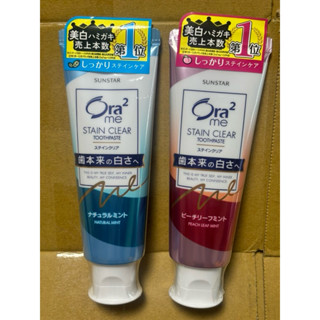 美白ハミガキ
売上本数
第1位
しっかりステインケア
SUNSTAR
Ora2
me
STAIN CLEAR
TOOTHPASTE
ステインクリア
歯本来の白さへ
ナチュラルミント
NATURAL MINT
美白ハミガキ
売上本数
第1位
しっかりステインケア
SUNSTAR
Ora2
me
STAIN CLEAR
TOOTHPASTE
ステインクリア
歯本来の白さへ
ピーチリーフミント
PEACH LEAF MINT